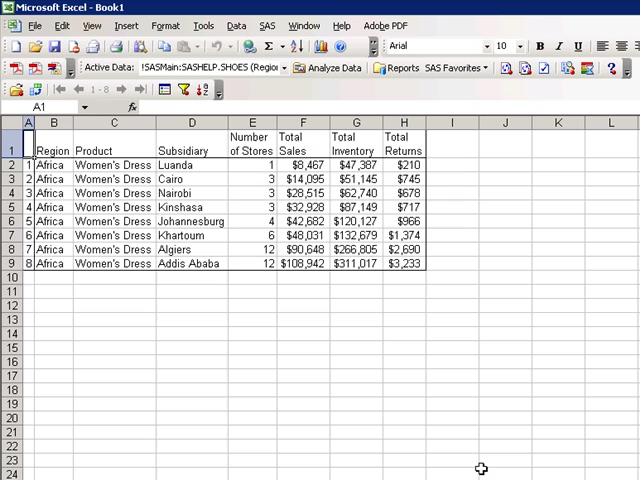 Microsoft Excel - Book1
File Edit View Insert Format Tools Data SAS Window Help Adobe PDF
Arial 10 B I U
Active Data: !SASMain:SASHELP.SHOES (Region Analyze Data Reports SAS Favorites
1 - 8
A1 fx
A B C D E F G H I J K L
1 Region Product Subsidiary Number of Stores Total Sales Total Inventory Total Returns
2 1 Africa Women's Dress Luanda 1 $8,467 $47,387 $210
3 2 Africa Women's Dress Cairo 3 $14,095 $51,145 $745
4 3 Africa Women's Dress Nairobi 3 $28,515 $62,740 $678
5 4 Africa Women's Dress Kinshasa 3 $32,928 $87,149 $717
6 5 Africa Women's Dress Johannesburg 4 $42,682 $120,127 $966
7 6 Africa Women's Dress Khartoum 6 $48,031 $132,679 $1,374
8 7 Africa Women's Dress Algiers 12 $90,648 $266,805 $2,690
9 8 Africa Women's Dress Addis Ababa 12 $108,942 $311,017 $3,233
10
11
12
13
14
15
16
17
18
19
20
21
22
23
24